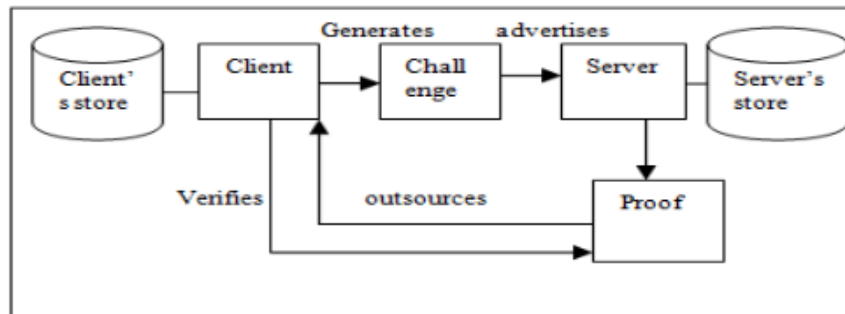 Generates advertises
Client'
s store
Client
Chall
enge
Server
Server's
store
Verifies outsources
Proof